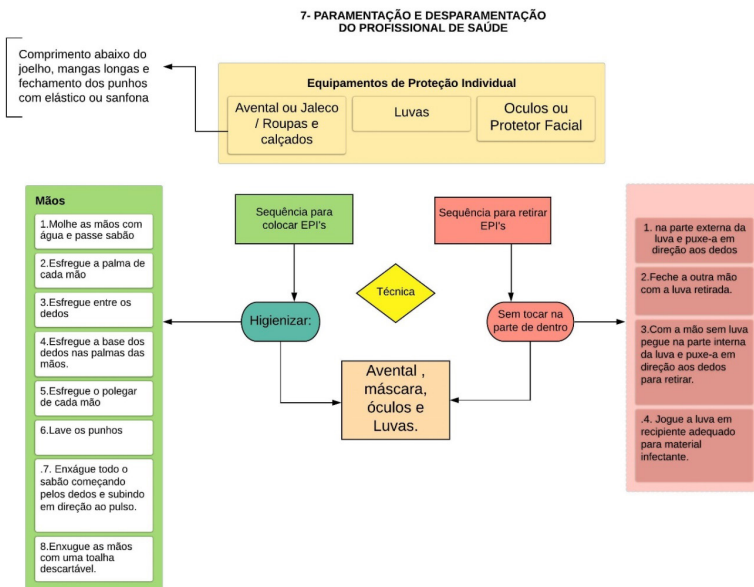 7- PARAMENTAÇÃO E DESPARAMENTAÇÃO
DO PROFISSIONAL DE SAÚDE
Comprimento abaixo do
joelho, mangas longas e
fechamento dos punhos
com elástico ou sanfona
Equipamentos de Proteção Individual
Avental ou Jaleco
/ Roupas e
calçados
Luvas
Oculos ou
Protetor Facial
Mãos
1.Molhe as mãos com
água e passe sabão
2.Esfregue a palma de
cada mão
3.Esfregue entre os
dedos
4.Esfregue a base dos
dedos nas palmas das
mãos.
5.Esfregue o polegar
de cada mão
6.Lave os punhos
.7. Enxágue todo o
sabão começando
pelos dedos e subindo
em direção ao pulso.
8.Enxugue as mãos
com uma toalha
descartável.
Sequência para
colocar EPI's
Higienizar:
Técnica
Avental ,
máscara,
óculos e
Luvas.
Sequência para retirar
EPI's
Sem tocar na
parte de dentro
1. na parte externa da
luva e puxe-a em
direção aos dedos
2.Feche a outra mão
com a luva retirada.
3.Com a mão sem luva
pegue na parte interna
da luva e puxe-a em
direção aos dedos
para retirar.
.4. Jogue a luva em
recipiente adequado
para material
infectante.